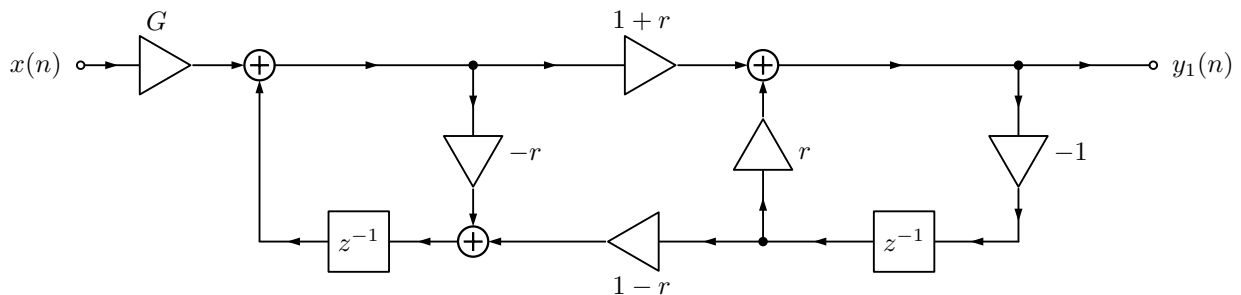 G
1 + r
x(n)
y₁(n)
−r
r
−1
z⁻¹
z⁻¹
1 − r